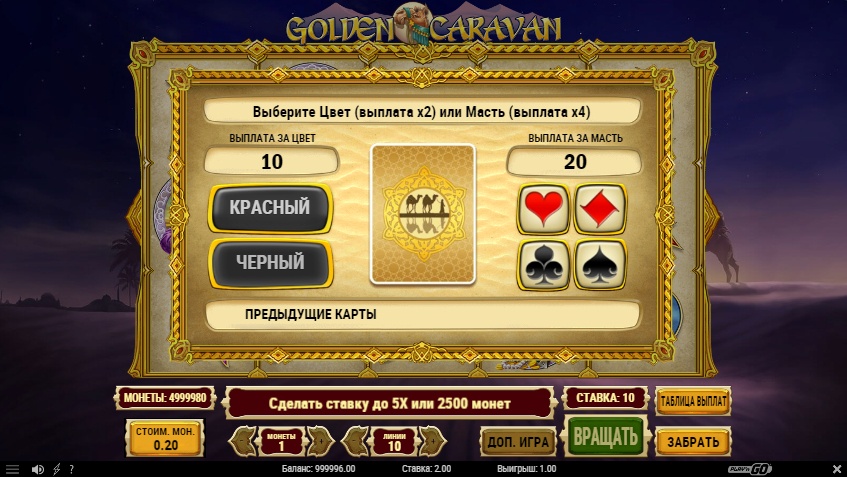 GOLDEN CARAVAN
Выберите Цвет (выплата x2) или Масть (выплата x4)
ВЫПЛАТА ЗА ЦВЕТ
10
ВЫПЛАТА ЗА МАСТЬ
20
КРАСНЫЙ
ЧЕРНЫЙ
ПРЕДЫДУЩИЕ КАРТЫ
МОНЕТЫ: 4999980
Сделать ставку до 5X или 2500 монет
СТАВКА: 10
ТАБЛИЦА ВЫПЛАТ
СТОИМ. МОН.
0.20
МОНЕТЫ
1
ЛИНИИ
10
ДОП. ИГРА
ВРАЩАТЬ
ЗАБРАТЬ
? Баланс: 999996.00 Ставка: 2.00 Выигрыш: 1.00 PLAY'N GO